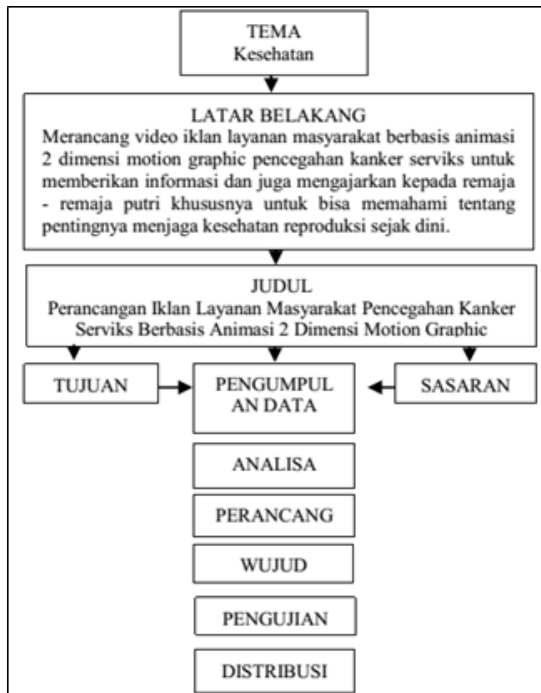 TEMA
Kesehatan
LATAR BELAKANG
Merancang video iklan layanan masyarakat berbasis animasi
2 dimensi motion graphic pencegahan kanker serviks untuk
memberikan informasi dan juga mengajarkan kepada remaja
- remaja putri khususnya untuk bisa memahami tentang
pentingnya menjaga kesehatan reproduksi sejak dini.
JUDUL
Perancangan Iklan Layanan Masyarakat Pencegahan Kanker
Serviks Berbasis Animasi 2 Dimensi Motion Graphic
TUJUAN
PENGUMPUL
AN DATA
SASARAN
ANALISA
PERANCANG
WUJUD
PENGUJIAN
DISTRIBUSI